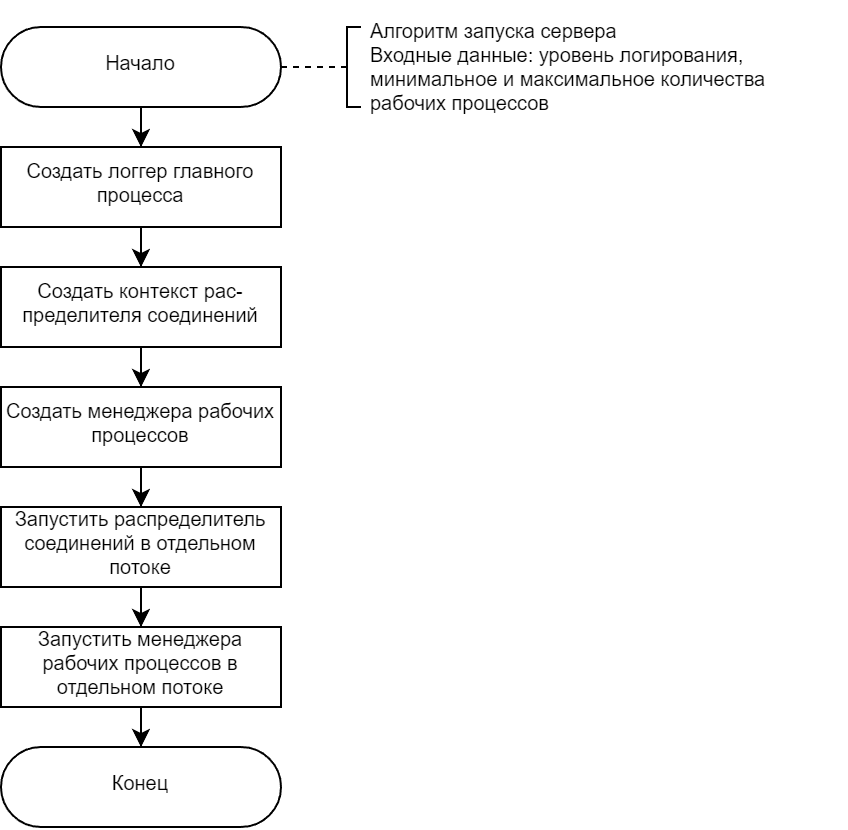 Начало
Алгоритм запуска сервера
Входные данные: уровень логирования,
минимальное и максимальное количества
рабочих процессов
Создать логгер главного
процесса
Создать контекст рас-
пределителя соединений
Создать менеджера рабочих
процессов
Запустить распределитель
соединений в отдельном
потоке
Запустить менеджера
рабочих процессов в
отдельном потоке
Конец